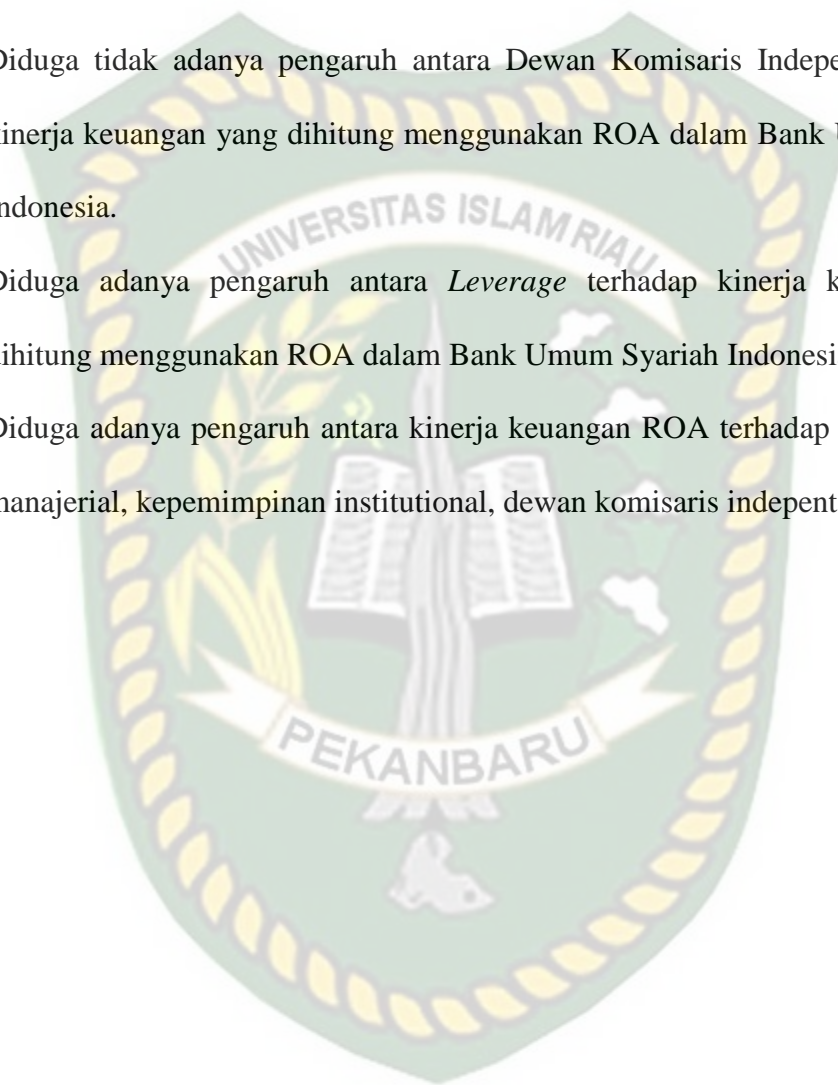 Diduga tidak adanya pengaruh antara Dewan Komisaris Indepe
kinerja keuangan yang dihitung menggunakan ROA dalam Bank
Indonesia.
UNIVERSITAS ISLAM RIAU
Diduga adanya pengaruh antara Leverage terhadap kinerja k
dihitung menggunakan ROA dalam Bank Umum Syariah Indonesi
Diduga adanya pengaruh antara kinerja keuangan ROA terhadap
manajerial, kepemimpinan institutional, dewan komisaris indepent
PEKANBARU